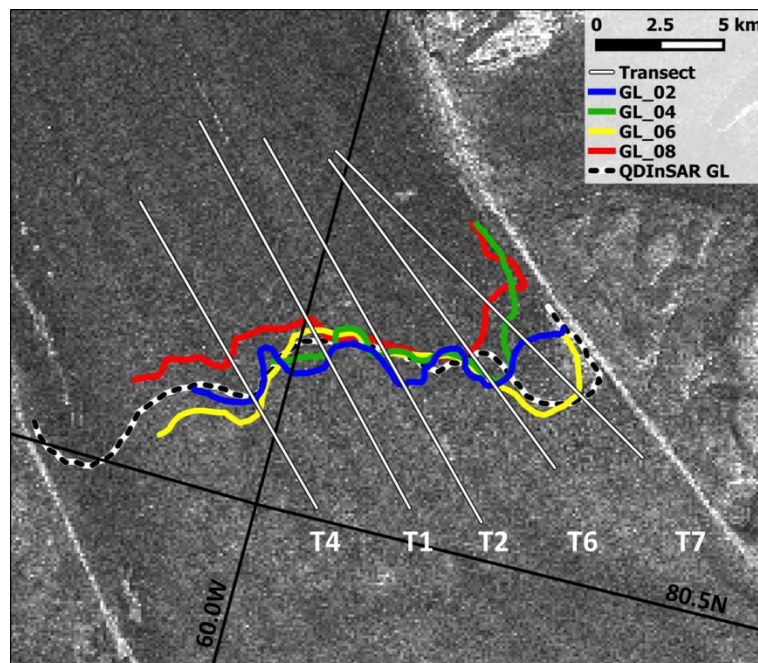 0 2.5 5 km
Transect
GL_02
GL_04
GL_06
GL_08
QDInSAR GL
T4 T1 T2 T6 T7
60.0W
80.5N